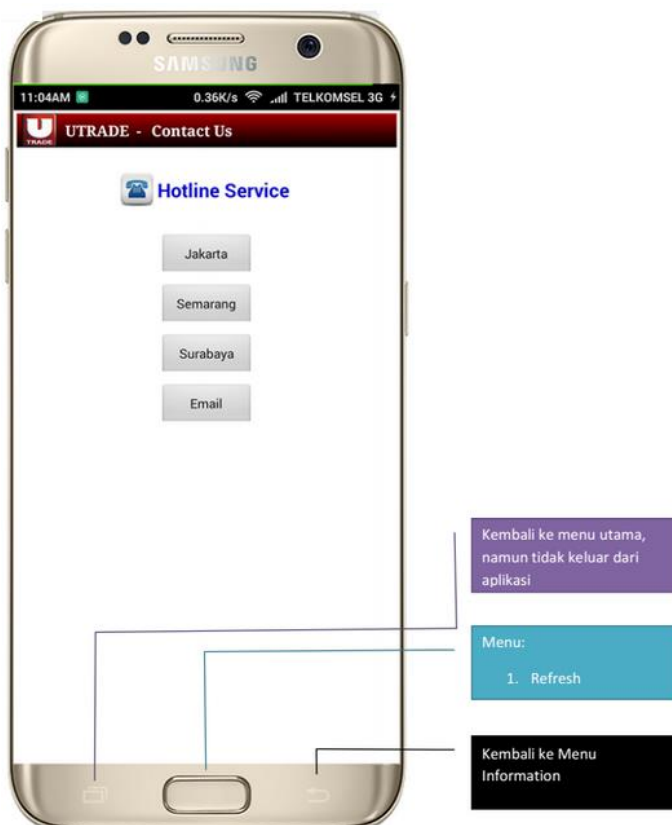 SAMSUNG
11:04AM 0.36K/s TELKOMSEL 3G
U
TRADE
UTRADE - Contact Us
Hotline Service
Jakarta
Semarang
Surabaya
Email
Kembali ke menu utama,
namun tidak keluar dari
aplikasi
Menu:
1. Refresh
Kembali ke Menu
Information